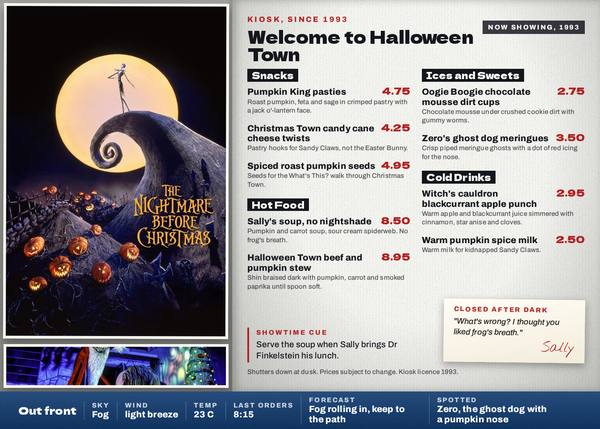 THE
NIGHTMARE
BEFORE
CHRISTMAS
KIOSK, SINCE 1993
Welcome to Halloween
Town
NOW SHOWING, 1993
Snacks
Pumpkin King pasties 4.75
Roast pumpkin, feta and sage in crimped pastry with
a jack o'-lantern face.
Christmas Town candy cane 4.25
cheese twists
Pastry hooks for Sandy Claws, not the Easter Bunny.
Spiced roast pumpkin seeds 4.95
Seeds for the What's This? walk through Christmas
Town.
Hot Food
Sally's soup, no nightshade 8.50
Pumpkin and carrot soup, sour cream spiderweb. No
frog's breath.
Halloween Town beef and 8.95
pumpkin stew
Shin braised dark with pumpkin, carrot and smoked
paprika until spoon soft.
Ices and Sweets
Oogie Boogie chocolate 2.75
mousse dirt cups
Chocolate mousse under crushed cookie dirt with
gummy worms.
Zero's ghost dog meringues 3.50
Crisp piped meringue ghosts with a dot of red icing
for the nose.
Cold Drinks
Witch's cauldron 2.95
blackcurrant apple punch
Warm apple and blackcurrant juice simmered with
cinnamon, star anise and cloves.
Warm pumpkin spice milk 2.50
Warm milk for kidnapped Sandy Claws.
SHOWTIME CUE
Serve the soup when Sally brings Dr
Finkelstein his lunch.
CLOSED AFTER DARK
"What's wrong? I thought you
liked frog's breath."
Sally
Shutters down at dusk. Prices subject to change. Kiosk licence 1993.
Out front
SKY
Fog
WIND
light breeze
TEMP
23 C
LAST ORDERS
8:15
FORECAST
Fog rolling in, keep to
the path
SPOTTED
Zero, the ghost dog with
a pumpkin nose